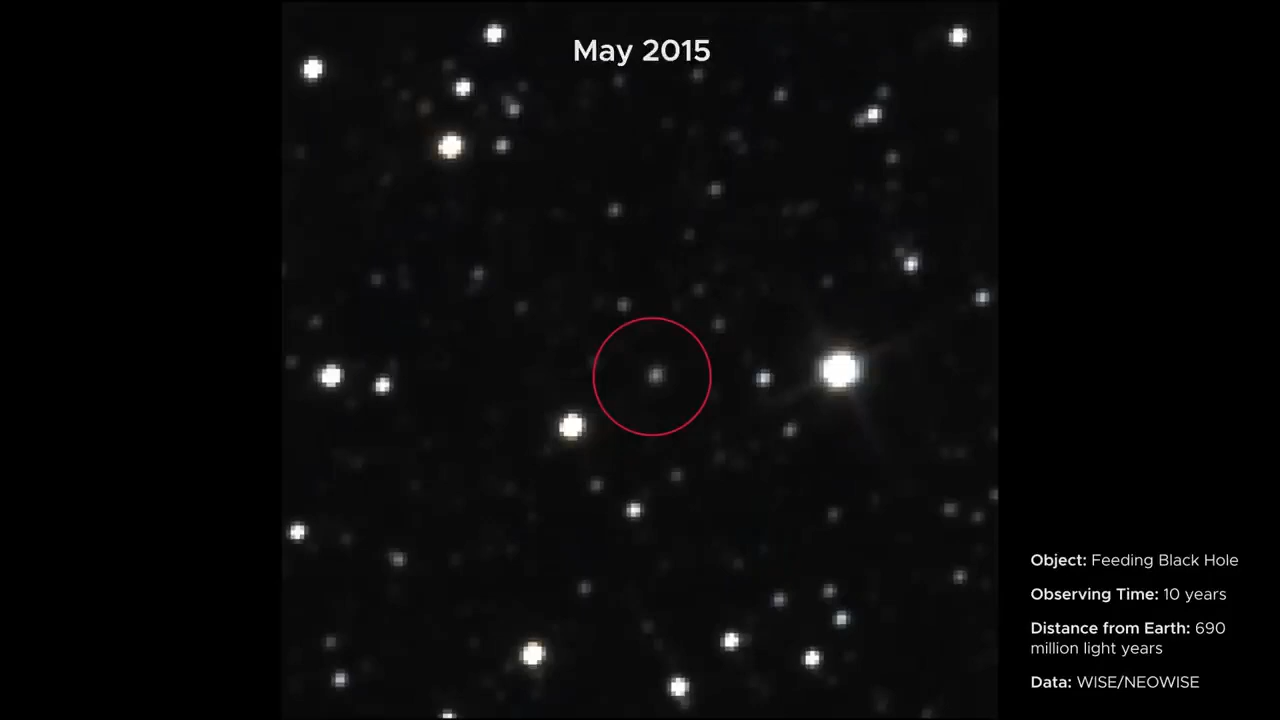 May 2015
Object: Feeding Black Hole
Observing Time: 10 years
Distance from Earth: 690
million light years
Data: WISE/NEOWISE